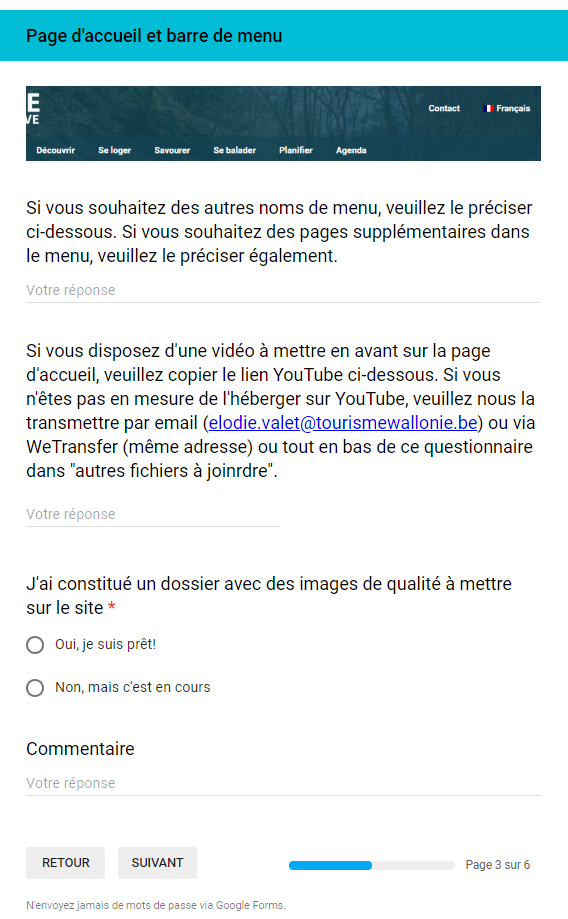 Page d'accueil et barre de menu
E
VE
Contact Français
Découvrir Se loger Savourer Se balader Planifier Agenda
Si vous souhaitez des autres noms de menu, veuillez le préciser
ci-dessous. Si vous souhaitez des pages supplémentaires dans
le menu, veuillez le préciser également.
Votre réponse
Si vous disposez d'une vidéo à mettre en avant sur la page
d'accueil, veuillez copier le lien YouTube ci-dessous. Si vous
n'êtes pas en mesure de l'héberger sur YouTube, veuillez nous la
transmettre par email (elodie.valet@tourismewallonie.be) ou via
WeTransfer (même adresse) ou tout en bas de ce questionnaire
dans "autres fichiers à joinrdre".
Votre réponse
J'ai constitué un dossier avec des images de qualité à mettre
sur le site *
Oui, je suis prêt!
Non, mais c'est en cours
Commentaire
Votre réponse
RETOUR SUIVANT Page 3 sur 6
N'envoyez jamais de mots de passe via Google Forms.